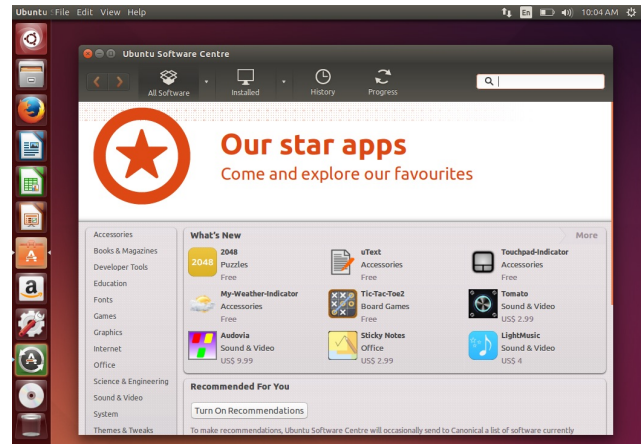 Ubuntu File Edit View Help
En
10:04 AM
Ubuntu Software Centre
All Software
Installed
History
Progress
Our star apps
Come and explore our favourites
Accessories
Books & Magazines
Developer Tools
Education
Fonts
Games
Graphics
Internet
Office
Science & Engineering
Sound & Video
System
Themes & Tweaks
What's New
More
2048
2048
Puzzles
Free
uText
Accessories
Free
Touchpad-Indicator
Accessories
Free
My-Weather-Indicator
Accessories
Free
Tic-Tac-Toe2
Board Games
Free
Tomato
Sound & Video
US$ 2.99
Audovia
Sound & Video
US$ 9.99
Sticky Notes
Office
US$ 2.99
LightMusic
Sound & Video
US$ 4
Recommended For You
Turn On Recommendations
To make recommendations, Ubuntu Software Centre will occasionally send to Canonical a list of software currently